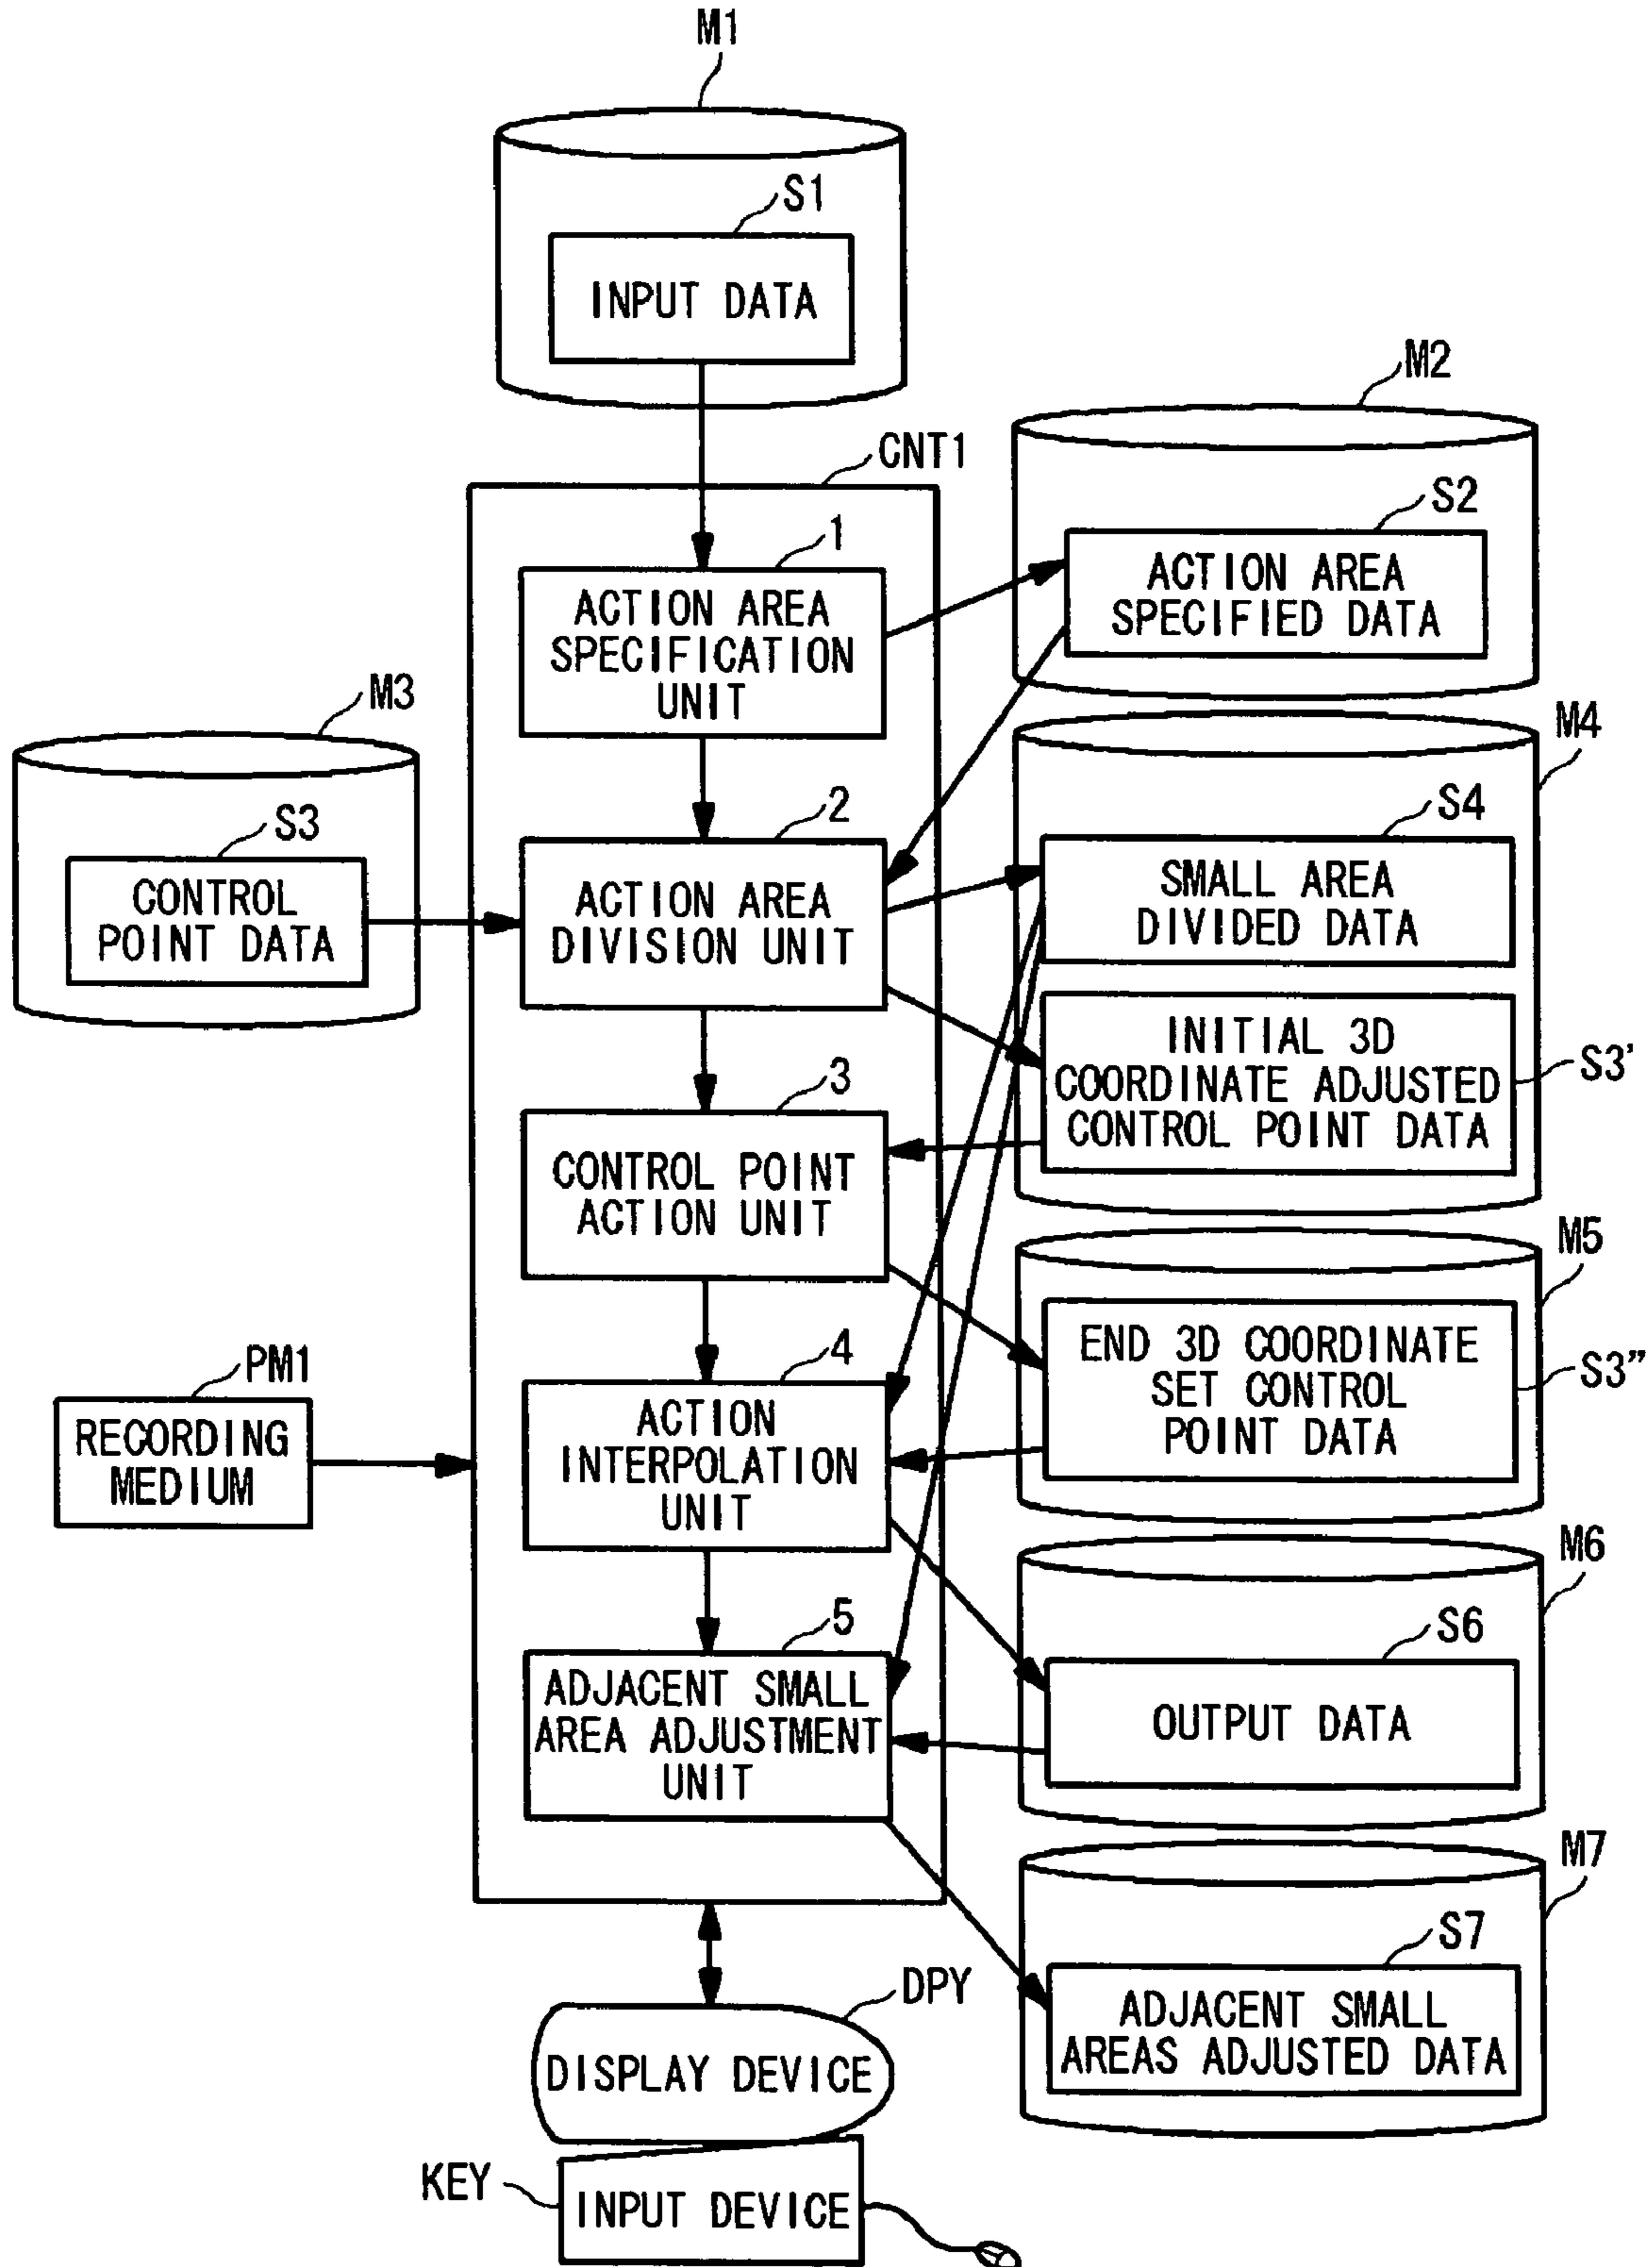 M1
S1
INPUT DATA
M2
CNT1
S2
1
ACTION AREA
SPECIFIED DATA
ACTION AREA
SPECIFICATION
UNIT
M3
M4
S3
2
S4
CONTROL
POINT DATA
ACTION AREA
DIVISION UNIT
SMALL AREA
DIVIDED DATA
INITIAL 3D
COORDINATE ADJUSTED
CONTROL POINT DATA
S3'
3
CONTROL POINT
ACTION UNIT
M5
END 3D COORDINATE
SET CONTROL
POINT DATA
S3"
PM1
RECORDING
MEDIUM
4
ACTION
INTERPOLATION
UNIT
M6
5
S6
ADJACENT SMALL
AREA ADJUSTMENT
UNIT
OUTPUT DATA
M7
S7
ADJACENT SMALL
AREAS ADJUSTED DATA
DPY
DISPLAY DEVICE
KEY
INPUT DEVICE